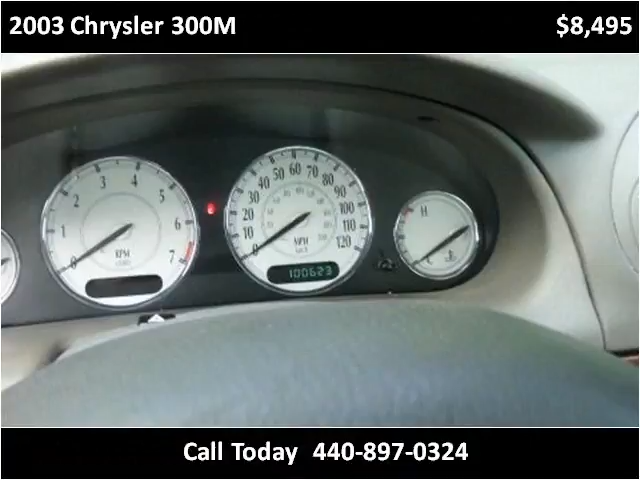 2003 Chrysler 300M $8,495
1 2 3 4 5 6 7
0
RPM
0 10 20 30 40 50 60 70 80 90 100 110 120
MPH
100623
H
C
Call Today 440-897-0324